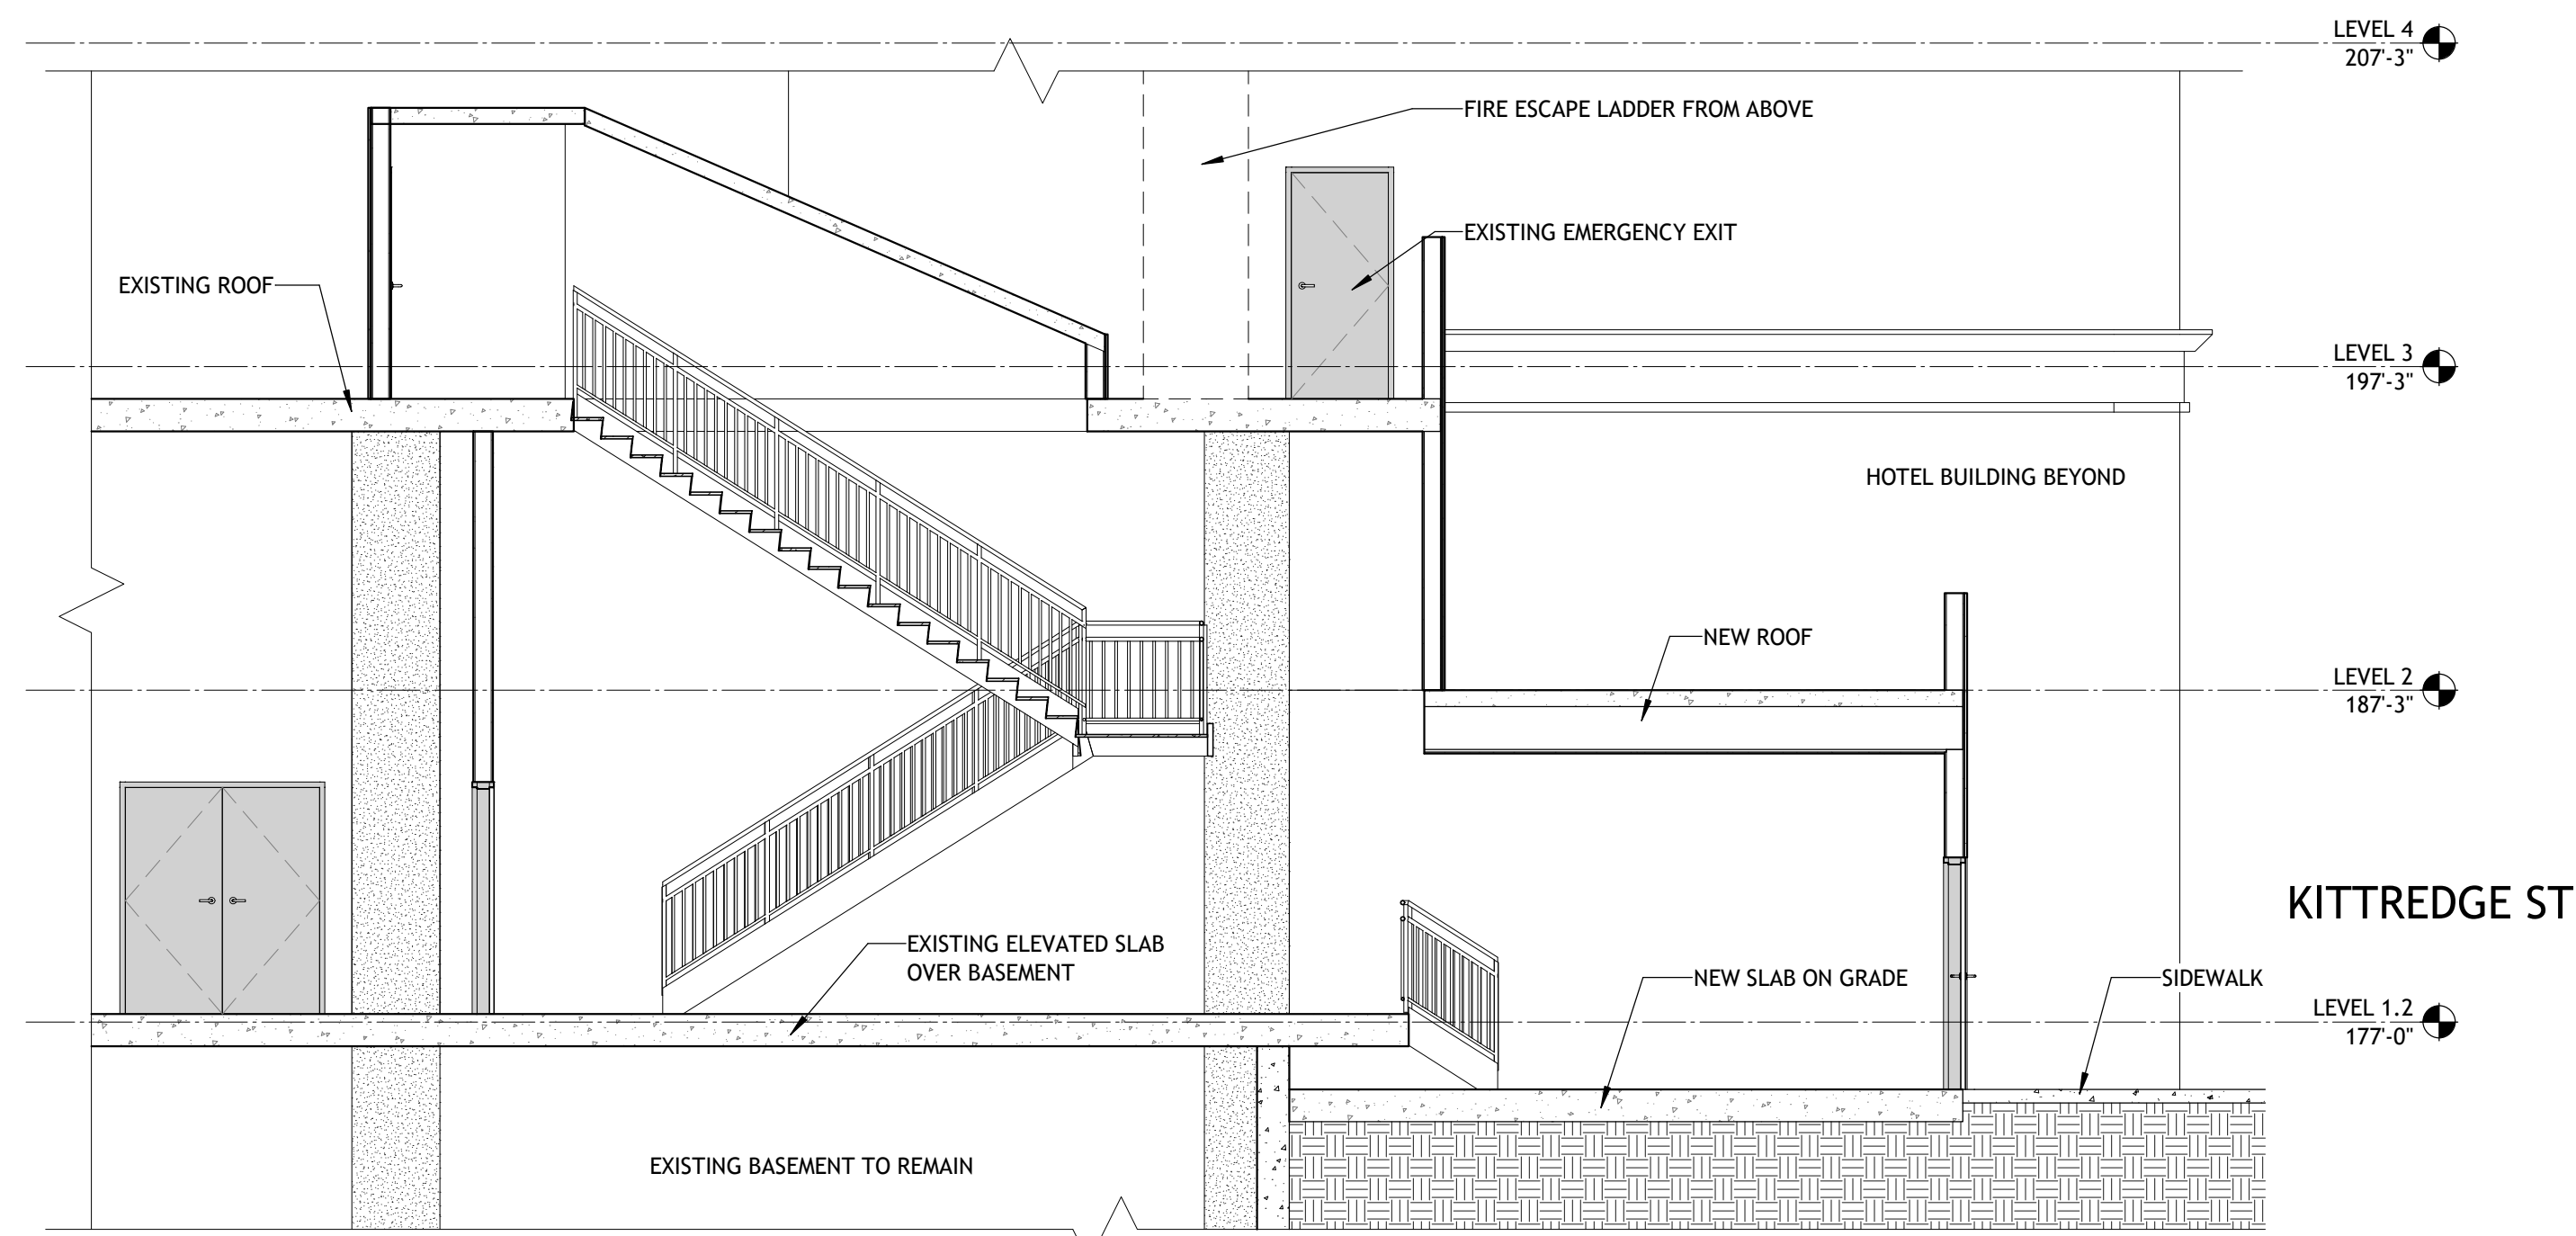 LEVEL 4
207'-3"
FIRE ESCAPE LADDER FROM ABOVE
EXISTING EMERGENCY EXIT
EXISTING ROOF
LEVEL 3
197'-3"
HOTEL BUILDING BEYOND
NEW ROOF
LEVEL 2
187'-3"
KITTREDGE ST
EXISTING ELEVATED SLAB
OVER BASEMENT
NEW SLAB ON GRADE
SIDEWALK
LEVEL 1.2
177'-0"
EXISTING BASEMENT TO REMAIN